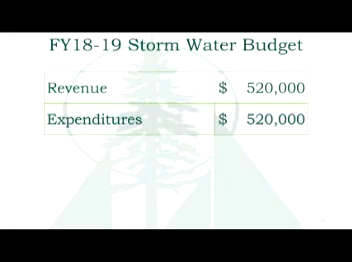 FY18-19 Storm Water Budget
Revenue $ 520,000
Expenditures $ 520,000